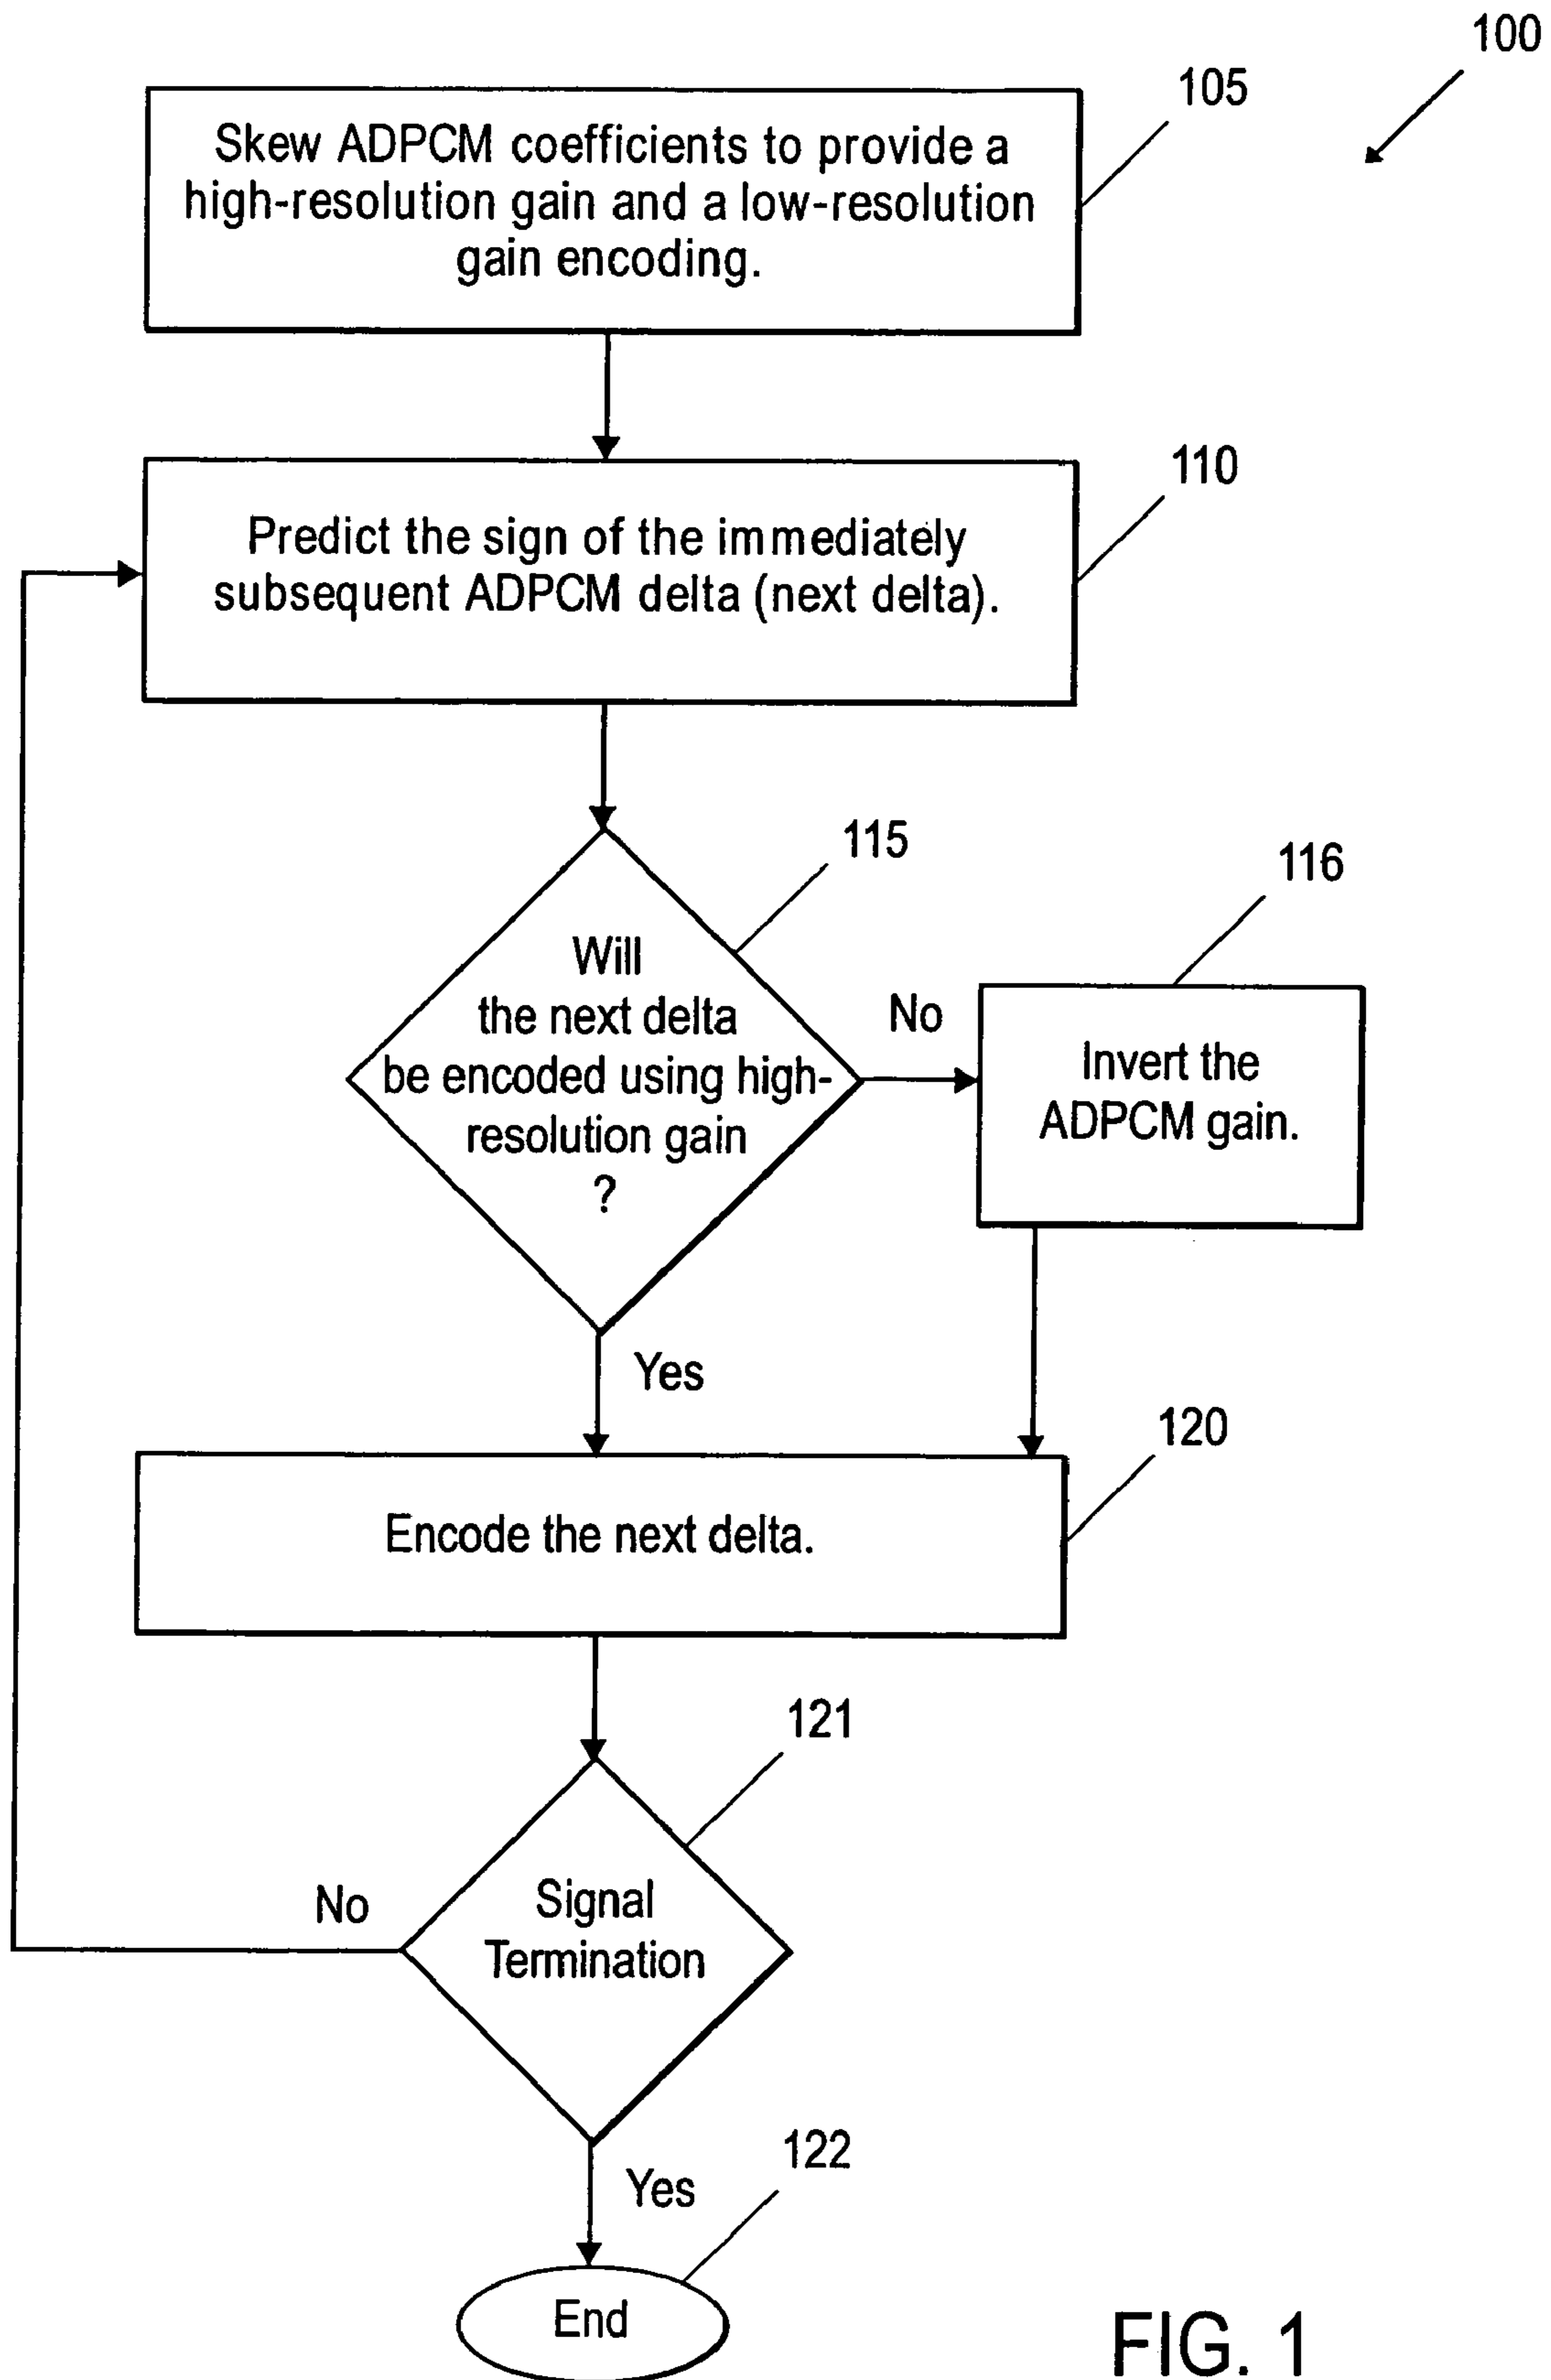 100
105
Skew ADPCM coefficients to provide a
high-resolution gain and a low-resolution
gain encoding.
110
Predict the sign of the immediately
subsequent ADPCM delta (next delta).
115
116
Will
the next delta
be encoded using high-
resolution gain
?
No
Invert the
ADPCM gain.
Yes
120
Encode the next delta.
121
No
Signal
Termination
122
Yes
End
FIG. 1